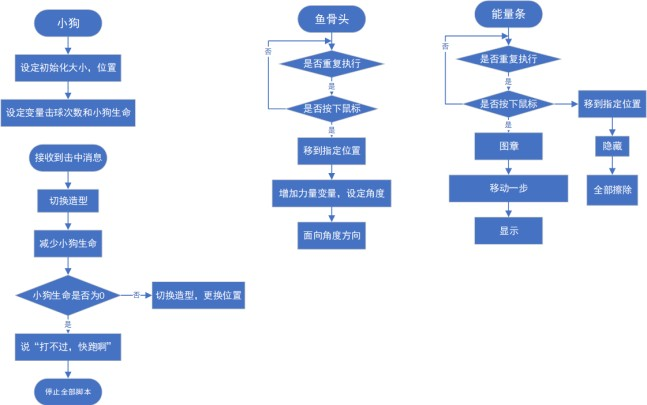 小狗
设定初始化大小，位置
设定变量击球次数和小狗生命
接收到击中消息
切换造型
减少小狗生命
小狗生命是否为0
否
切换造型，更换位置
是
说“打不过，快跑啊”
停止全部脚本
鱼骨头
否
是否重复执行
是
是否按下鼠标
是
移到指定位置
增加力量变量，设定角度
面向角度方向
能量条
否
是否重复执行
是
是否按下鼠标
移到指定位置
是
图章
隐藏
移动一步
全部擦除
显示